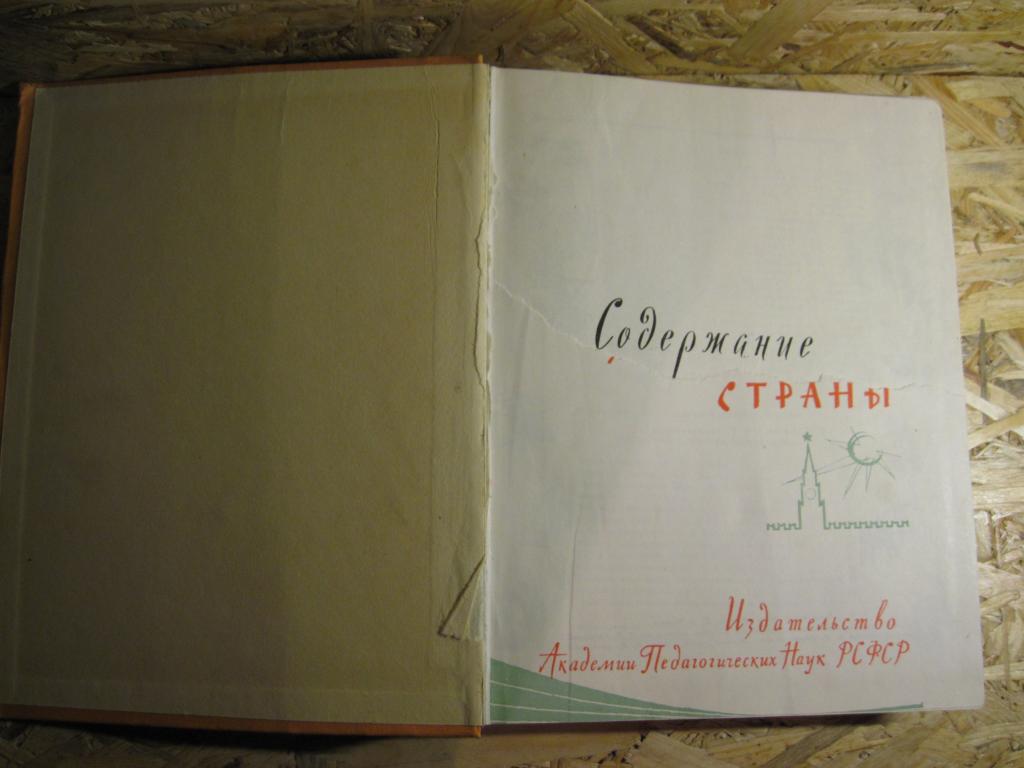 Содержание
СТРАНЫ
Издательство
Академии Педагогических Наук РСФСР